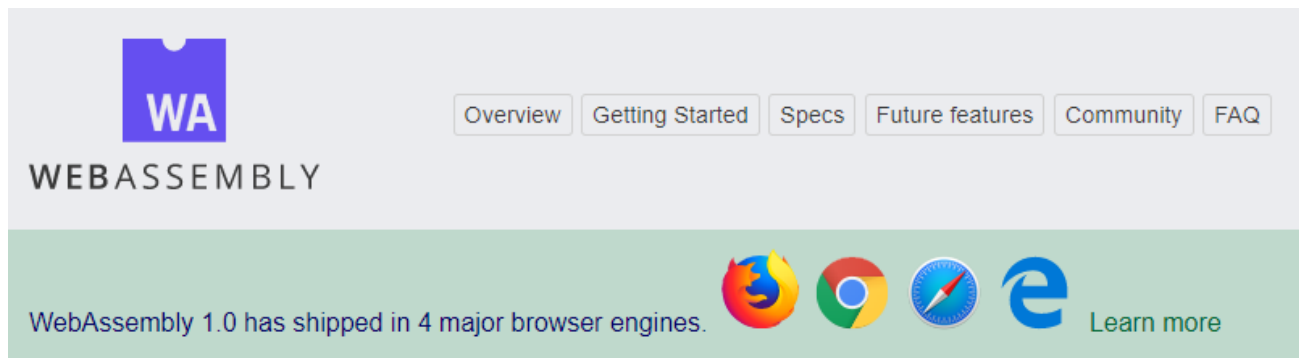 WA
WEBASSEMBLY
Overview Getting Started Specs Future features Community FAQ
WebAssembly 1.0 has shipped in 4 major browser engines. Learn more